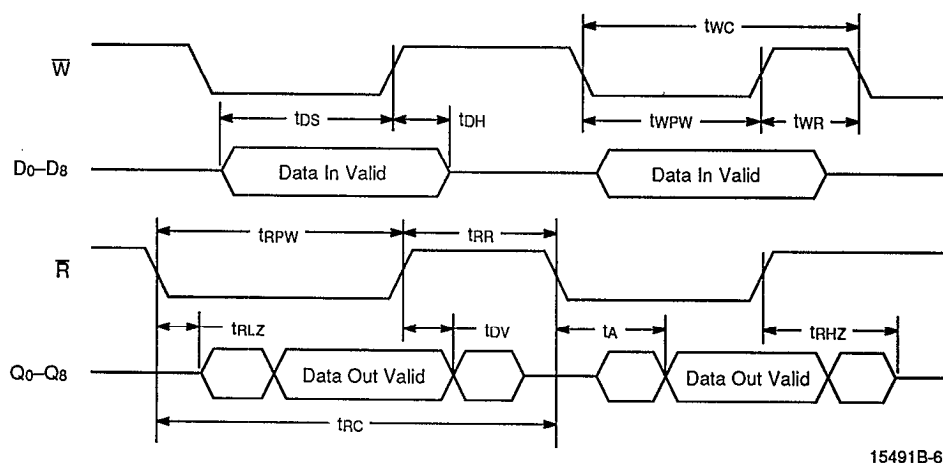 tWC
W̅
tDS
tDH
tWPW
tWR
D0–D8
Data In Valid
Data In Valid
tRPW
tRR
R̅
tRLZ
tDV
tA
tRHZ
Q0–Q8
Data Out Valid
Data Out Valid
tRC
15491B-6